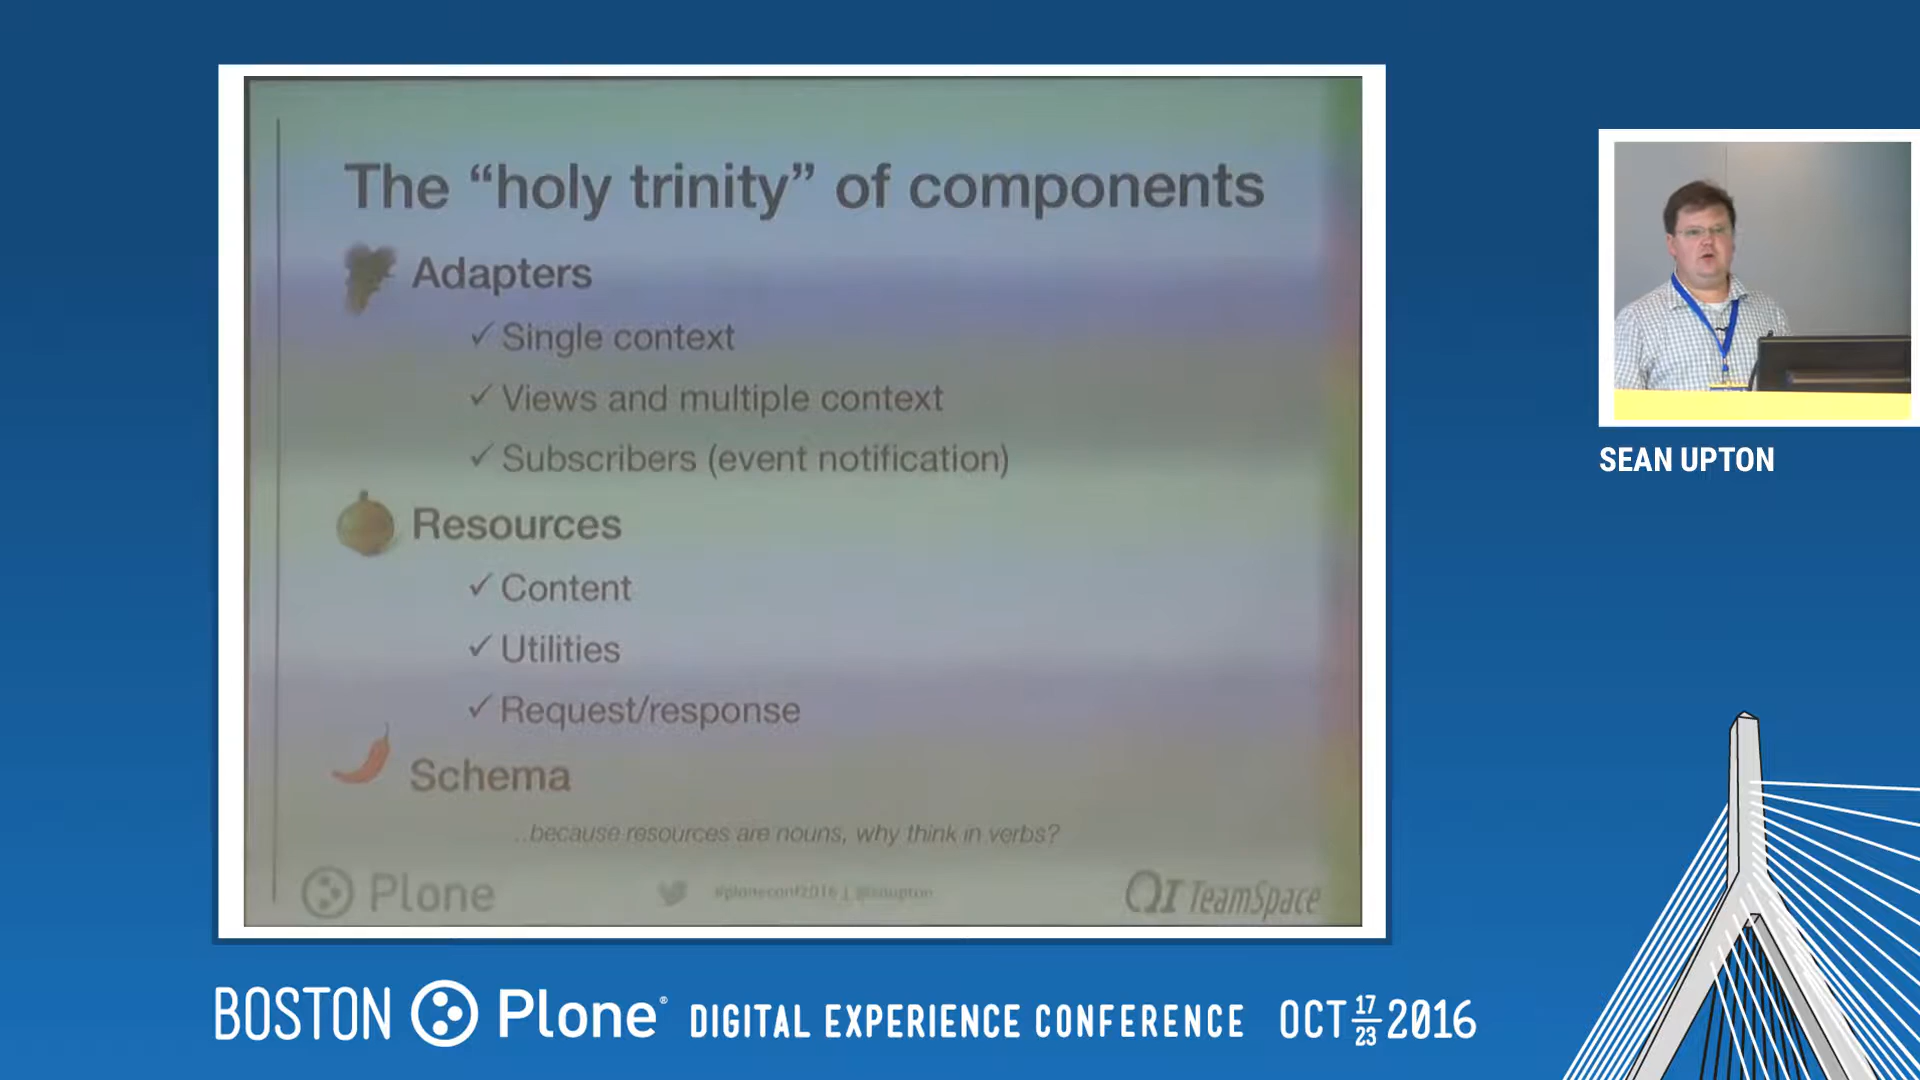 The “holy trinity” of components
Adapters
✓ Single context
✓ Views and multiple context
✓ Subscribers (event notification)
Resources
✓ Content
✓ Utilities
✓ Request/response
Schema
...because resources are nouns, why think in verbs?
Plone
#ploneconf2016 | @sdupton
QI TeamSpace
SEAN UPTON
BOSTON Plone® DIGITAL EXPERIENCE CONFERENCE OCT 17 23 2016